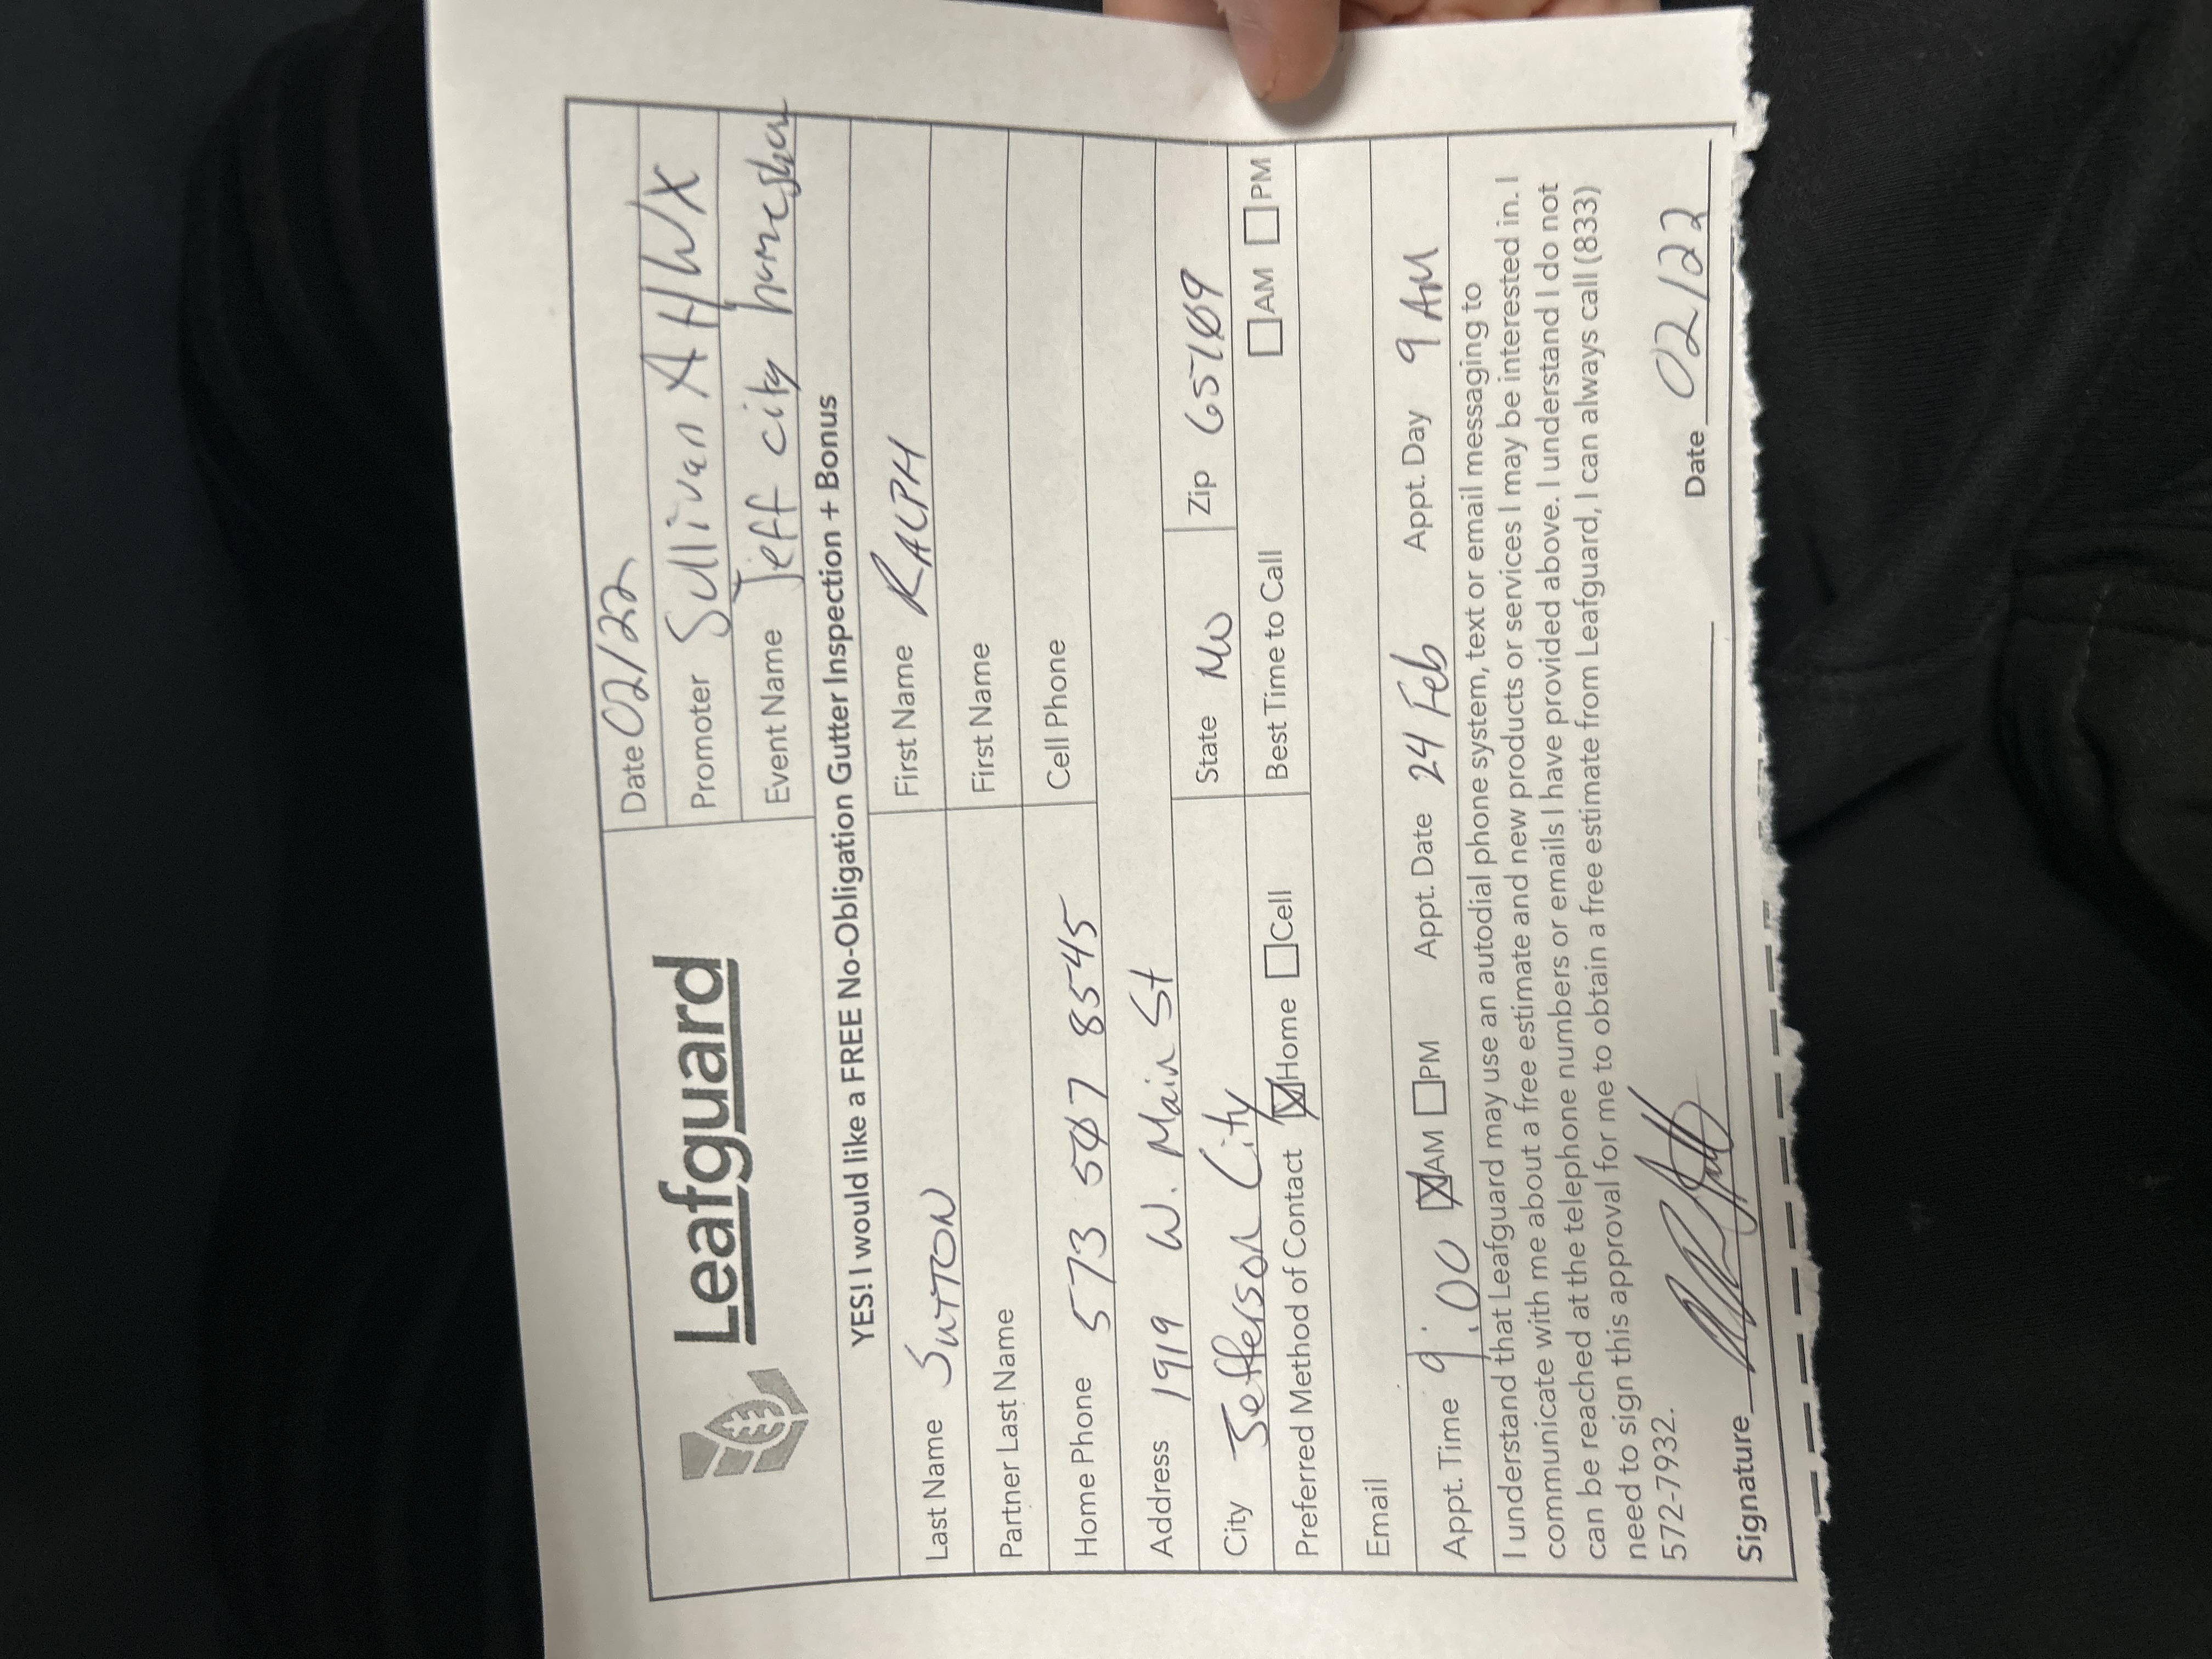 Leafguard
Date 02/22
Promoter Sullivan AHWX
Event Name Jeff city homeshow
YES! I would like a FREE No-Obligation Gutter Inspection + Bonus
Last Name SUTTON First Name RALPH
Partner Last Name First Name
Home Phone 573 507 8545 Cell Phone
Address 1919 W. Main St
City Jefferson City State MO Zip 65109
Preferred Method of Contact ☒Home ☐Cell Best Time to Call ☐AM ☐PM
Email
Appt. Time 9:00 ☒AM ☐PM Appt. Date 24 Feb Appt. Day 9 AM
I understand that Leafguard may use an autodial phone system, text or email messaging to
communicate with me about a free estimate and new products or services I may be interested in. I
can be reached at the telephone numbers or emails I have provided above. I understand I do not
need to sign this approval for me to obtain a free estimate from Leafguard, I can always call (833)
572-7932.
Signature Date 02/22